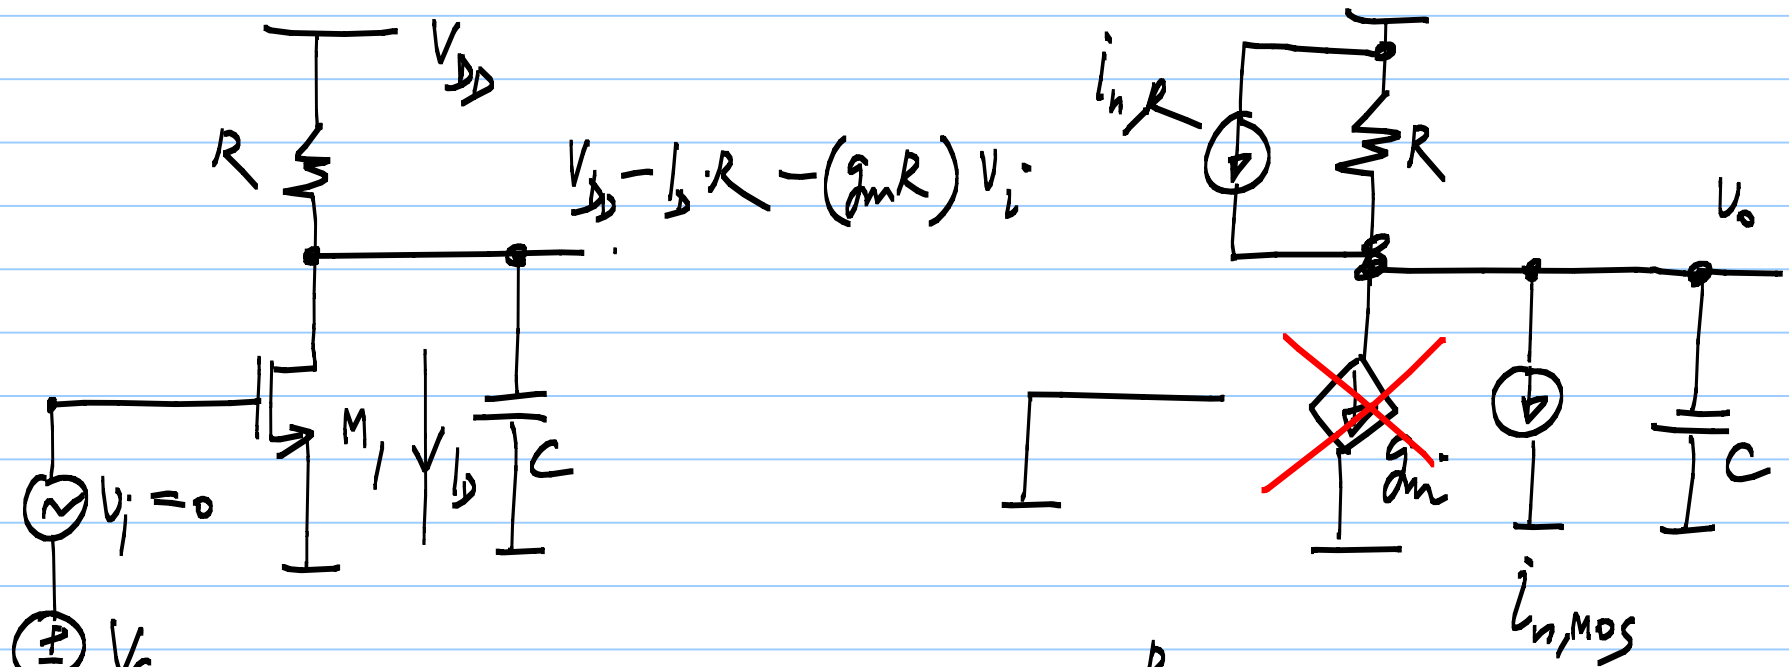 V_DD
R
V_DD - I_D·R - (g_m R) V_i
M_1
I_D
C
V_i = 0
V_G
i_n,R
R
V_o
g_m
C
i_n,MOS